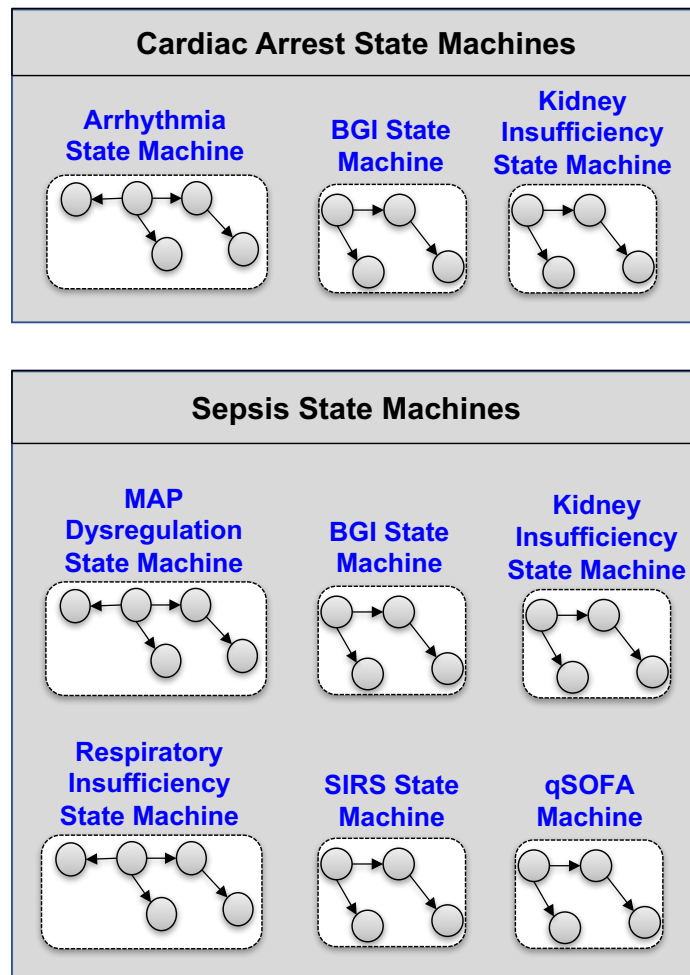 Cardiac Arrest State Machines
Arrhythmia
State Machine
BGI State
Machine
Kidney
Insufficiency
State Machine
Sepsis State Machines
MAP
Dysregulation
State Machine
BGI State
Machine
Kidney
Insufficiency
State Machine
Respiratory
Insufficiency
State Machine
SIRS State
Machine
qSOFA
Machine